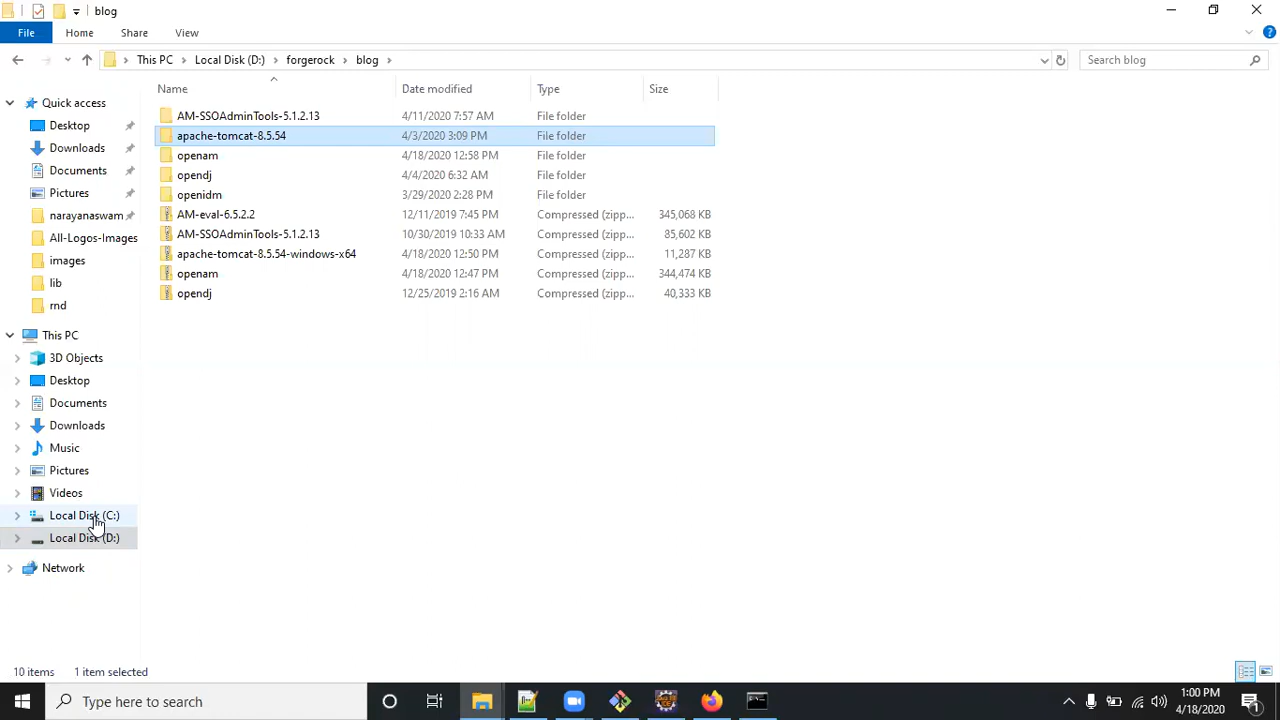 blog
File Home Share View
This PC Local Disk (D:) forgerock blog Search blog
Name Date modified Type Size
Quick access
Desktop
Downloads
Documents
Pictures
narayanaswam
All-Logos-Images
images
lib
rnd
This PC
3D Objects
Desktop
Documents
Downloads
Music
Pictures
Videos
Local Disk (C:)
Local Disk (D:)
Network
AM-SSOAdminTools-5.1.2.13 4/11/2020 7:57 AM File folder
apache-tomcat-8.5.54 4/3/2020 3:09 PM File folder
openam 4/18/2020 12:58 PM File folder
opendj 4/4/2020 6:32 AM File folder
openidm 3/29/2020 2:28 PM File folder
AM-eval-6.5.2.2 12/11/2019 7:45 PM Compressed (zipp... 345,068 KB
AM-SSOAdminTools-5.1.2.13 10/30/2019 10:33 AM Compressed (zipp... 85,602 KB
apache-tomcat-8.5.54-windows-x64 4/18/2020 12:50 PM Compressed (zipp... 11,287 KB
openam 4/18/2020 12:47 PM Compressed (zipp... 344,474 KB
opendj 12/25/2019 2:16 AM Compressed (zipp... 40,333 KB
10 items 1 item selected
Type here to search
1:00 PM
4/18/2020
1